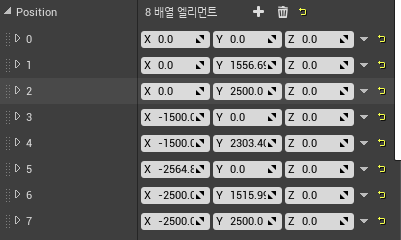 Position 8 배열 엘리먼트
0 X 0.0 Y 0.0 Z 0.0
1 X 0.0 Y 1556.69 Z 0.0
2 X 0.0 Y 2500.0 Z 0.0
3 X -1500.0 Y 0.0 Z 0.0
4 X -1500.0 Y 2303.40 Z 0.0
5 X -2564.8 Y 0.0 Z 0.0
6 X -2500.0 Y 1515.99 Z 0.0
7 X -2500.0 Y 2500.0 Z 0.0